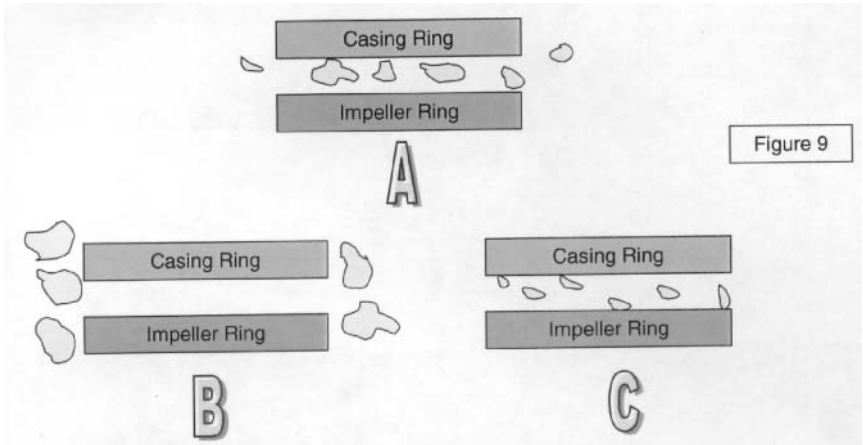 Casing Ring
Impeller Ring
A
Figure 9
Casing Ring
Impeller Ring
B
Casing Ring
Impeller Ring
C